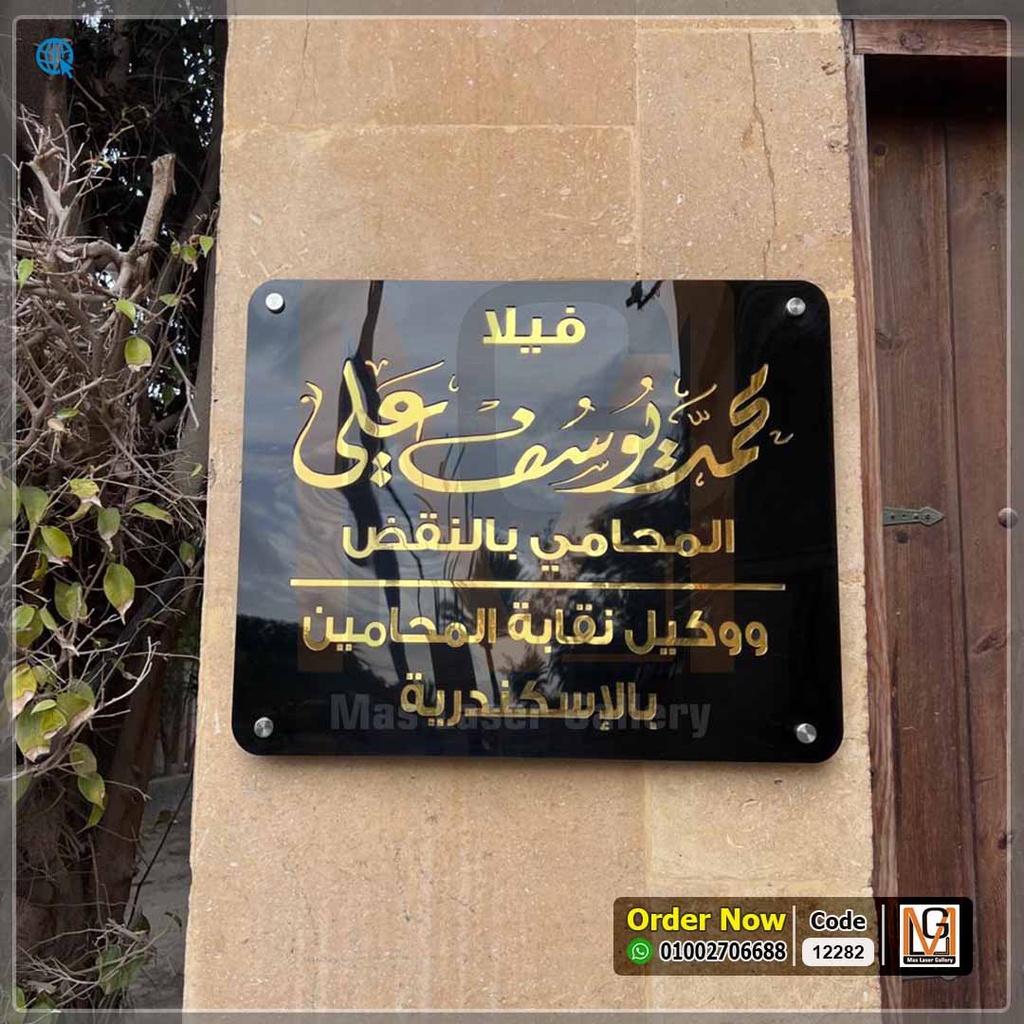 فيلا
محمد يوسف علي
المحامي بالنقض
ووكيل نقابة المحامين
بالإسكندرية
Mas Laser Gallery
Order Now
01002706688
Code
12282
Mas Laser Gallery